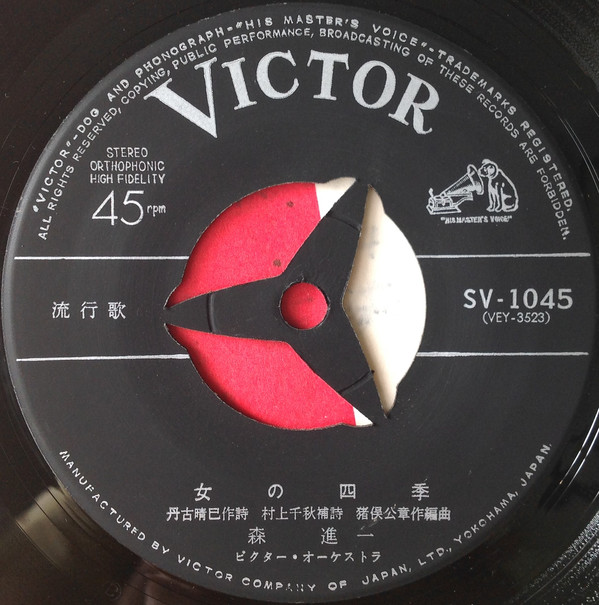 "VICTOR"-DOG AND PHONOGRAPH-"HIS MASTER'S VOICE"-TRADEMARKS REGISTERED.
ALL RIGHTS RESERVED, COPYING, PUBLIC PERFORMANCE, BROADCASTING OF THESE RECORDS ARE FORBIDDEN.
VICTOR
STEREO
ORTHOPHONIC
HIGH FIDELITY
45 rpm
"HIS MASTER'S VOICE"
流行歌
SV-1045
(VEY-3523)
女の四季
丹古晴巳作詩 村上千秋補詩 猪俣公章作編曲
森 進一
ビクター・オーケストラ
MANUFACTURED BY VICTOR COMPANY OF JAPAN, LTD., YOKOHAMA, JAPAN.